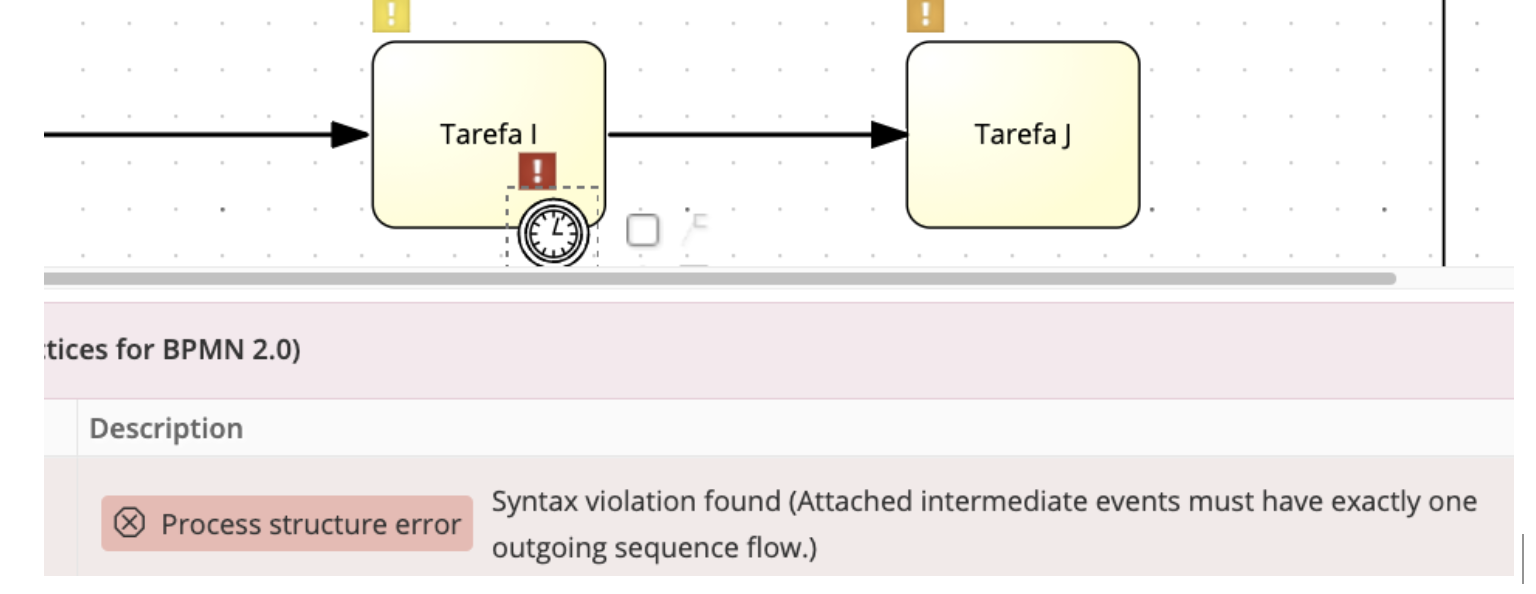 !
!
Tarefa I
Tarefa J
!
tices for BPMN 2.0)
Description
Process structure error
Syntax violation found (Attached intermediate events must have exactly one
outgoing sequence flow.)